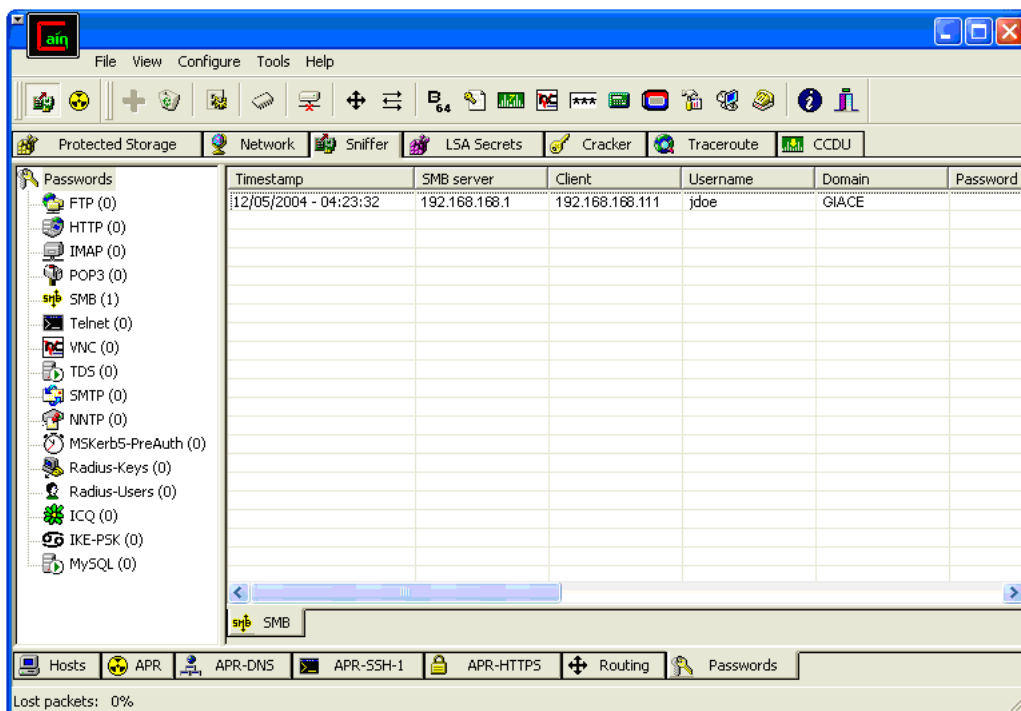 Cain
File View Configure Tools Help
B64 ***
Protected Storage Network Sniffer LSA Secrets Cracker Traceroute CCDU
Passwords
FTP (0)
HTTP (0)
IMAP (0)
POP3 (0)
SMB SMB (1)
Telnet (0)
VNC (0)
TDS (0)
SMTP (0)
NNTP (0)
MSKerb5-PreAuth (0)
Radius-Keys (0)
Radius-Users (0)
ICQ (0)
IKE-PSK (0)
MySQL (0)
Timestamp SMB server Client Username Domain Password
12/05/2004 - 04:23:32 192.168.168.1 192.168.168.111 jdoe GIACE
SMB SMB
Hosts APR APR-DNS APR-SSH-1 APR-HTTPS Routing Passwords
Lost packets: 0%